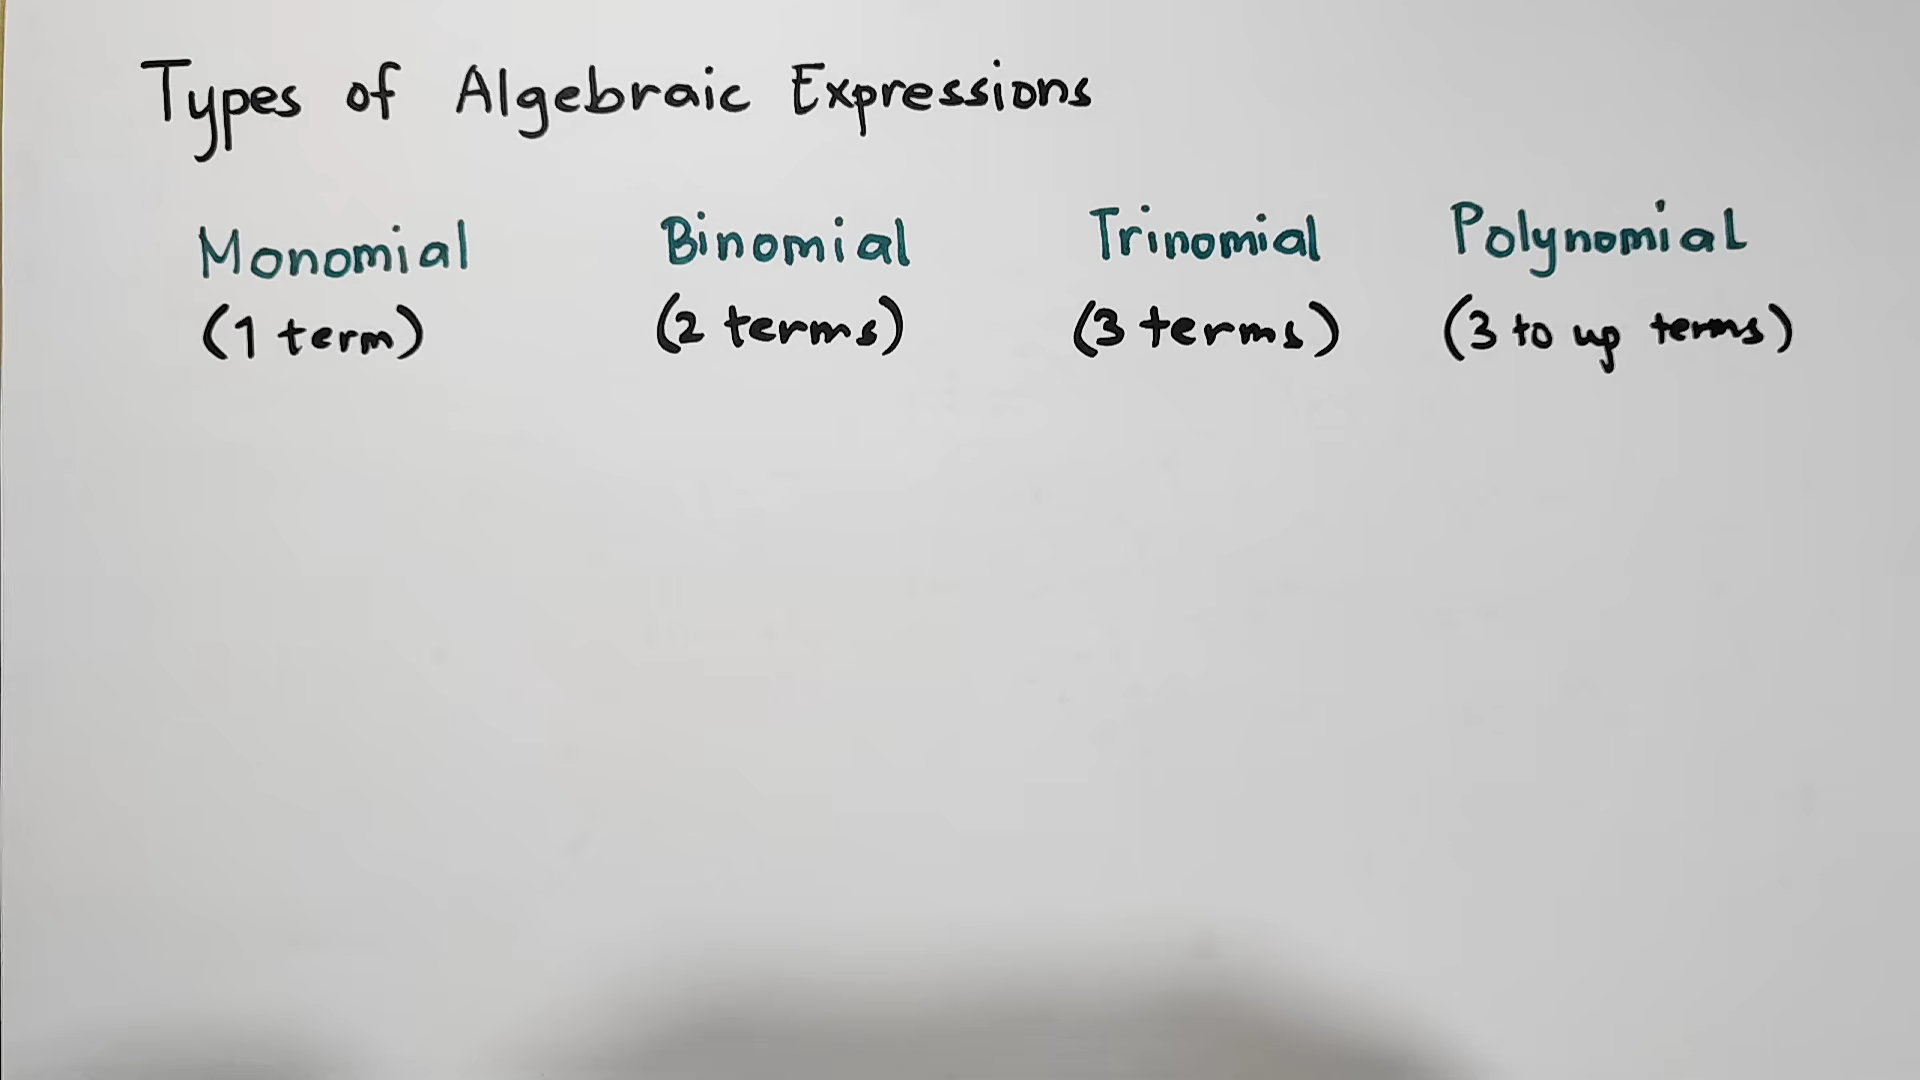 Types of Algebraic Expressions
Monomial Binomial Trinomial Polynomial
(1 term) (2 terms) (3 terms) (3 to up terms)